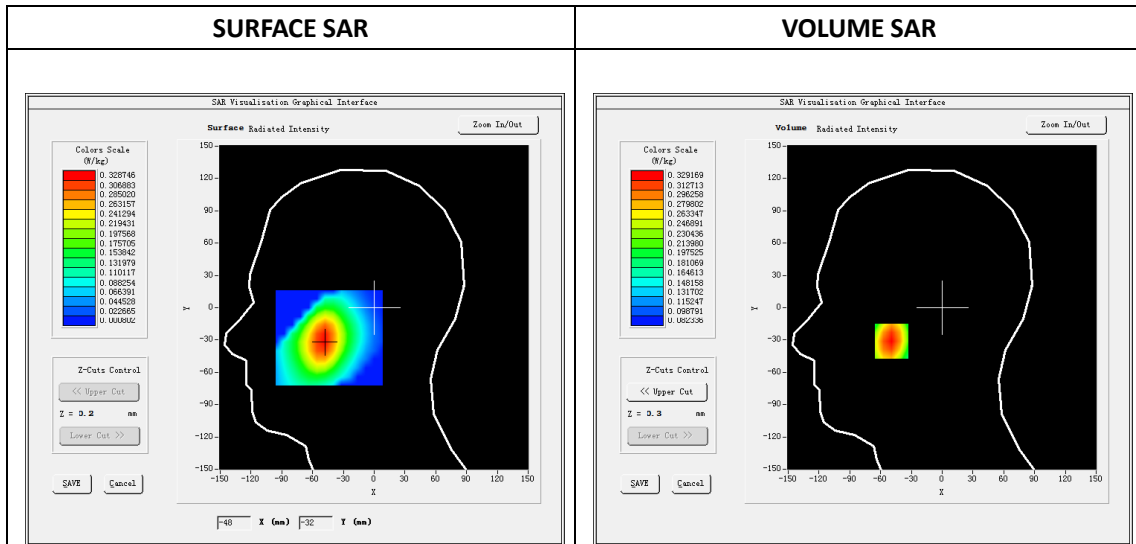 SURFACE SAR
VOLUME SAR
SAR Visualisation Graphical Interface
Surface Radiated Intensity
Zoom In/Out
Colors Scale
(W/kg)
0.328746
0.306883
0.285020
0.263157
0.241294
0.219431
0.197568
0.175705
0.153842
0.131979
0.110117
0.088254
0.066391
0.044528
0.022665
0.000802
Z-Cuts Control
<< Upper Cut
Z = 0.2 mm
Lower Cut >>
SAVE
Cancel
150
120
90
60
30
0
-30
-60
-90
-120
-150
Y
-150 -120 -90 -60 -30 0 30 60 90 120 150
X
-48 X (mm) -32 Y (mm)
SAR Visualisation Graphical Interface
Volume Radiated Intensity
Zoom In/Out
Colors Scale
(W/kg)
0.329169
0.312713
0.296258
0.279802
0.263347
0.246891
0.230436
0.213980
0.197525
0.181069
0.164613
0.148158
0.131702
0.115247
0.098791
0.082336
Z-Cuts Control
<< Upper Cut
Z = 0.3 mm
Lower Cut >>
SAVE
Cancel
150
120
90
60
30
0
-30
-60
-90
-120
-150
Y
-150 -120 -90 -60 -30 0 30 60 90 120 150
X